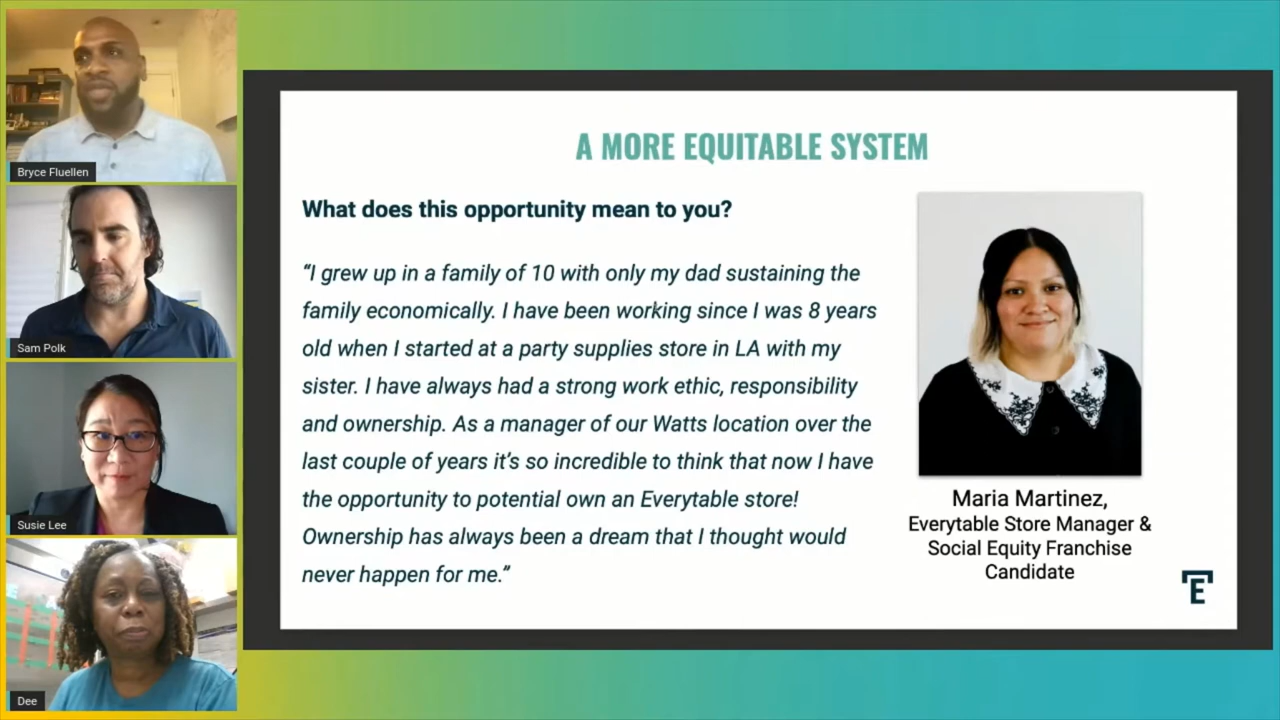 Bryce Fluellen
Sam Polk
Susie Lee
Dee
A MORE EQUITABLE SYSTEM
What does this opportunity mean to you?
“I grew up in a family of 10 with only my dad sustaining the
family economically. I have been working since I was 8 years
old when I started at a party supplies store in LA with my
sister. I have always had a strong work ethic, responsibility
and ownership. As a manager of our Watts location over the
last couple of years it’s so incredible to think that now I have
the opportunity to potential own an Everytable store!
Ownership has always been a dream that I thought would
never happen for me.”
Maria Martinez,
Everytable Store Manager &
Social Equity Franchise
Candidate
E